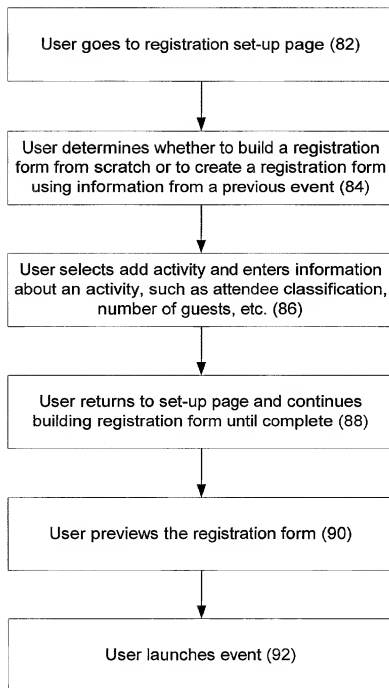 User goes to registration set-up page (82)
User determines whether to build a registration
form from scratch or to create a registration form
using information from a previous event (84)
User selects add activity and enters information
about an activity, such as attendee classification,
number of guests, etc. (86)
User returns to set-up page and continues
building registration form until complete (88)
User previews the registration form (90)
User launches event (92)